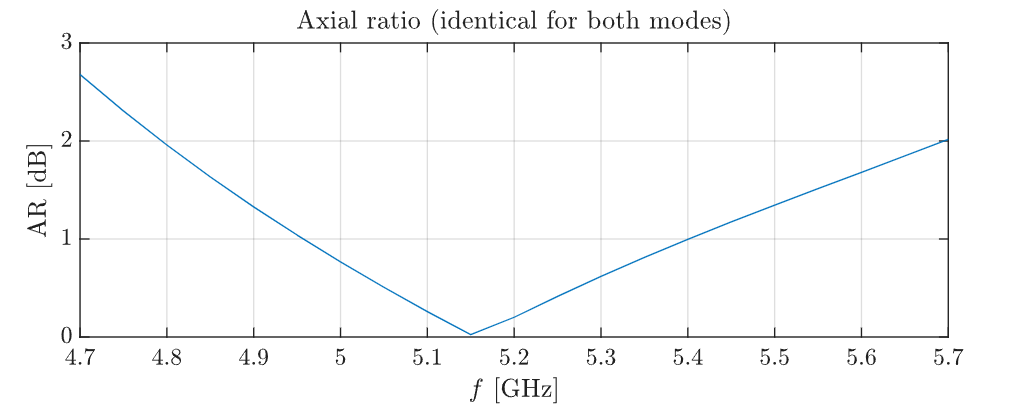 Axial ratio (identical for both modes)
3
2
1
0
AR [dB]
4.7 4.8 4.9 5 5.1 5.2 5.3 5.4 5.5 5.6 5.7
f [GHz]